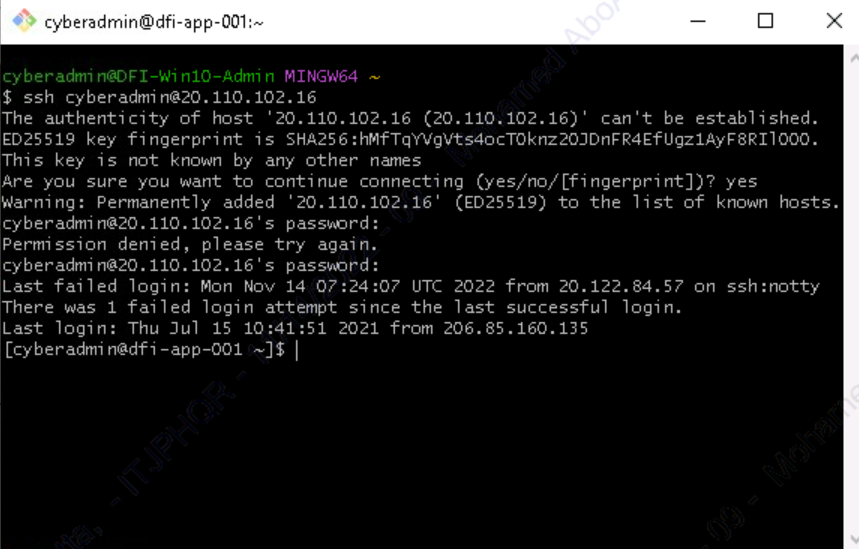 cyberadmin@dfi-app-001:~
cyberadmin@DFI-Win10-Admin MINGW64 ~
$ ssh cyberadmin@20.110.102.16
The authenticity of host '20.110.102.16 (20.110.102.16)' can't be established.
ED25519 key fingerprint is
This key is not known by any other names
Are you sure you want to continue connecting (yes/no/[fingerprint])? yes
Warning: Permanently added '20.110.102.16' (ED25519) to the list of known hosts.
cyberadmin@20.110.102.16's password:
Permission denied, please try again.
cyberadmin@20.110.102.16's password:
Last failed login: Mon Nov 14 07:24:07 UTC 2022 from 20.122.84.57 on ssh:notty
There was 1 failed login attempt since the last successful login.
Last login: Thu Jul 15 10:41:51 2021 from 206.85.160.135
[cyberadmin@dfi-app-001 ~]$